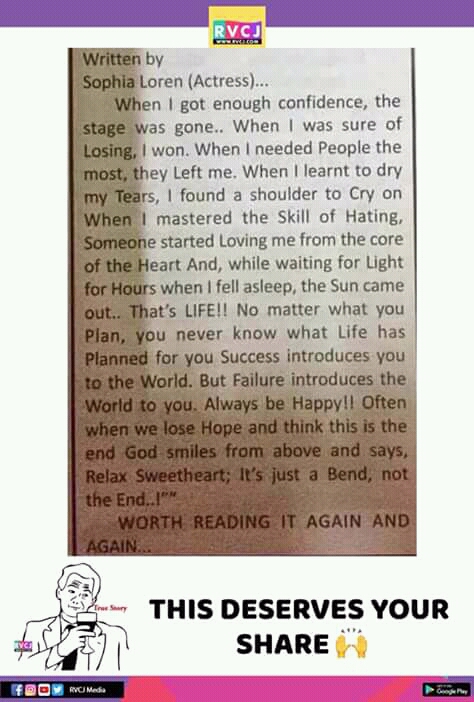 RVCJ
WWW.RVCJ.COM
Written by
Sophia Loren (Actress)...
When I got enough confidence, the
stage was gone.. When I was sure of
Losing, I won. When I needed People the
most, they Left me. When I learnt to dry
my Tears, I found a shoulder to Cry on
When I mastered the Skill of Hating,
Someone started Loving me from the core
of the Heart And, while waiting for Light
for Hours when I fell asleep, the Sun came
out.. That's LIFE!! No matter what you
Plan, you never know what Life has
Planned for you Success introduces you
to the World. But Failure introduces the
World to you. Always be Happy!! Often
when we lose Hope and think this is the
end God smiles from above and says,
Relax Sweetheart; It's just a Bend, not
the End..!""
WORTH READING IT AGAIN AND
AGAIN...
True Story
RVCJ
THIS DESERVES YOUR
SHARE 🙌
RVCJ Media
GET IT ON
Google Play